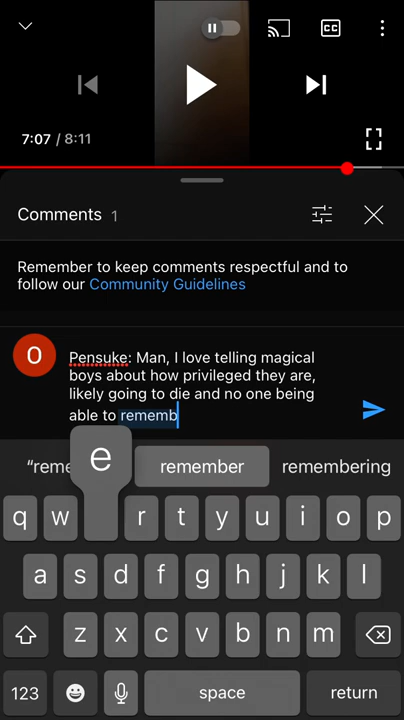 CC
7:07 / 8:11
Comments 1
Remember to keep comments respectful and to
follow our Community Guidelines
O
Pensuke: Man, I love telling magical
boys about how privileged they are,
likely going to die and no one being
able to rememb
"reme
remember
remembering
e
q w r t y u i o p
a s d f g h j k l
z x c v b n m
123 space return